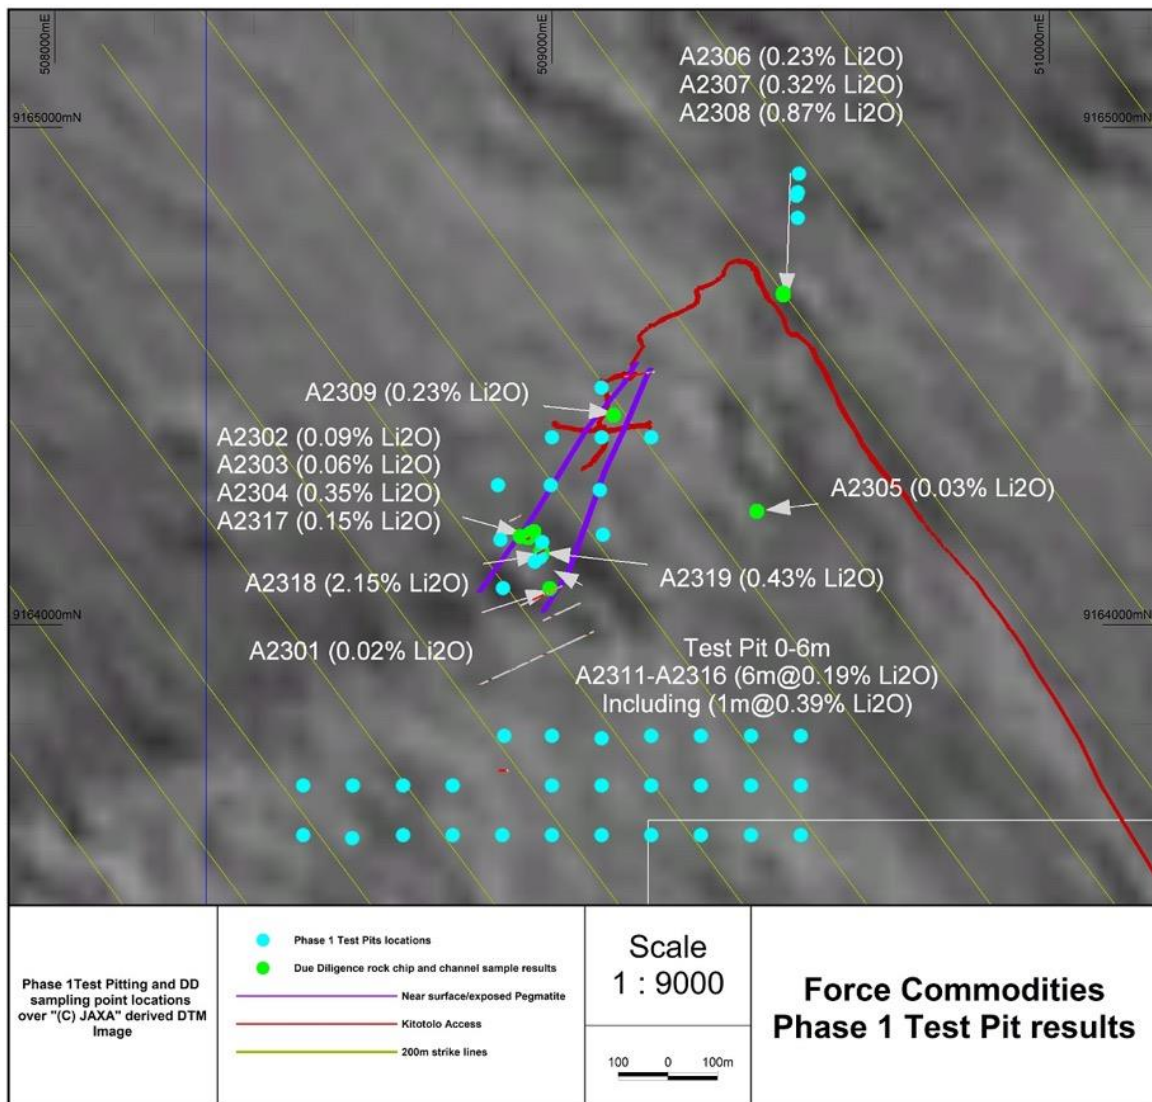 508000mE
509000mE
510000mE
A2306 (0.23% Li2O)
A2307 (0.32% Li2O)
A2308 (0.87% Li2O)
9165000mN
9165000mN
A2309 (0.23% Li2O)
A2302 (0.09% Li2O)
A2303 (0.06% Li2O)
A2304 (0.35% Li2O)
A2317 (0.15% Li2O)
A2305 (0.03% Li2O)
A2318 (2.15% Li2O)
A2319 (0.43% Li2O)
9164000mN
9164000mN
A2301 (0.02% Li2O)
Test Pit 0-6m
A2311-A2316 (6m@0.19% Li2O)
Including (1m@0.39% Li2O)
Phase 1Test Pitting and DD
sampling point locations
over "(C) JAXA" derived DTM
Image
Phase 1 Test Pits locations
Due Diligence rock chip and channel sample results
Near surface/exposed Pegmatite
Kitotolo Access
200m strike lines
Scale
1 : 9000
100 0 100m
Force Commodities
Phase 1 Test Pit results